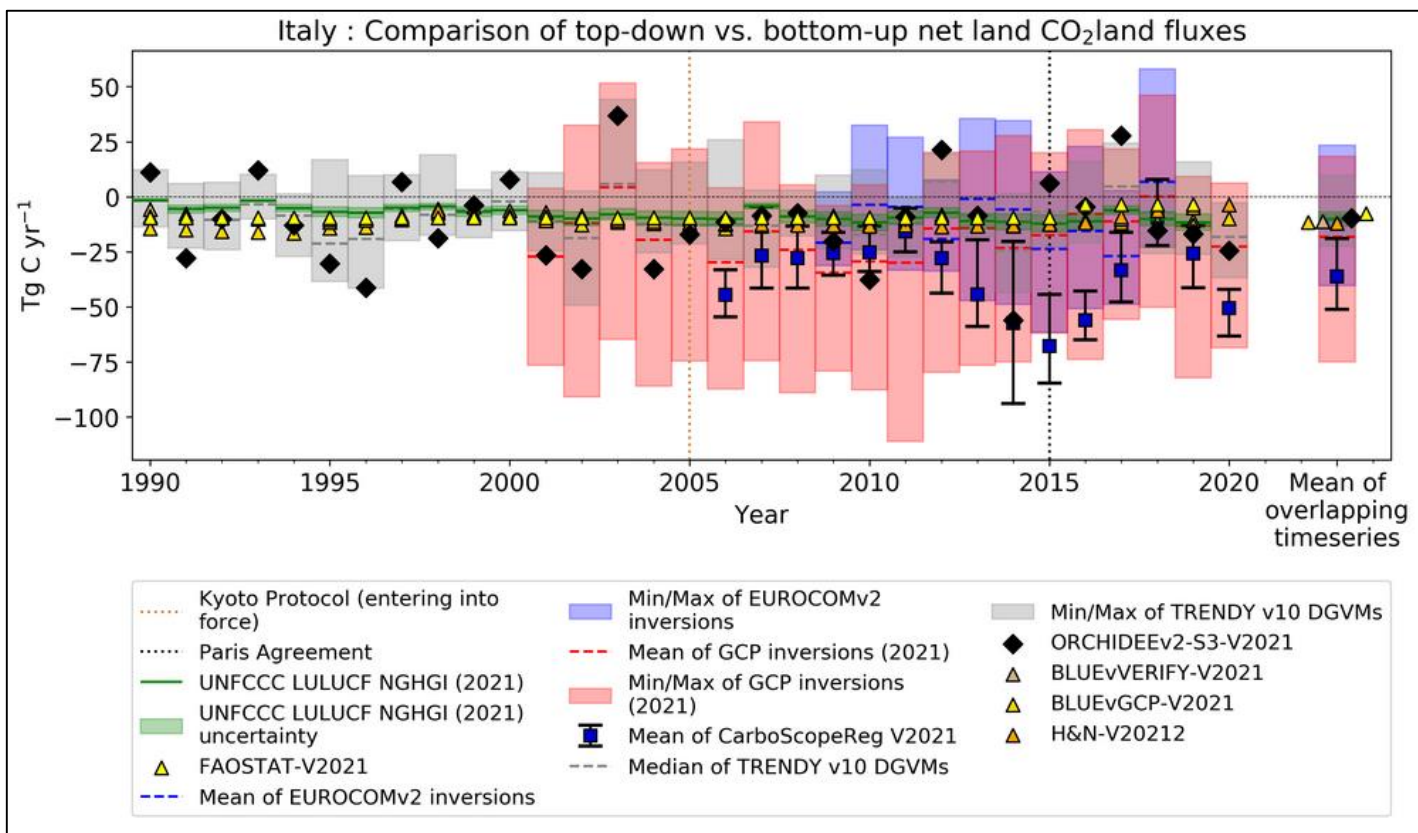 Italy : Comparison of top-down vs. bottom-up net land CO₂land fluxes
Tg C yr⁻¹
50
25
0
−25
−50
−75
−100
1990
1995
2000
2005
2010
2015
2020
Mean of
overlapping
timeseries
Year
Kyoto Protocol (entering into
force)
Paris Agreement
UNFCCC LULUCF NGHGI (2021)
UNFCCC LULUCF NGHGI (2021)
uncertainty
FAOSTAT-V2021
Mean of EUROCOMv2 inversions
Min/Max of EUROCOMv2
inversions
Mean of GCP inversions (2021)
Min/Max of GCP inversions
(2021)
Mean of CarboScopeReg V2021
Median of TRENDY v10 DGVMs
Min/Max of TRENDY v10 DGVMs
ORCHIDEEv2-S3-V2021
BLUEvVERIFY-V2021
BLUEvGCP-V2021
H&N-V20212